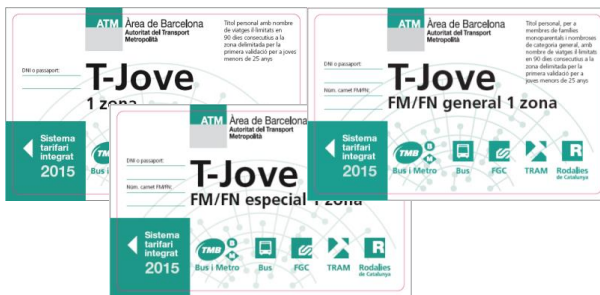 ATM Àrea de Barcelona
Autoritat del Transport
Metropolità
Títol personal amb nombre
de viatges il·limitats en
90 dies consecutius a la
zona delimitada per la
primera validació per a joves
menors de 25 anys
DNI o passaport:
T-Jove
1 zona
Sistema
tarifari
integrat
2015
TMB
Bus i
ATM Àrea de Barcelona
Autoritat del Transport
Metropolità
Títol personal, per a
membres de famílies
monoparentals i nombroses
de categoria general, amb
nombre de viatges il·limitats
en 90 dies consecutius a la
zona delimitada per la
primera validació per a joves
menors de 25 anys
DNI o passaport:
T-Jove
Núm. carnet FM/FN:
FM/FN general 1 zona
Sistema
tarifari
integrat
2015
TMB B M
R
Bus i Metro Bus FGC TRAM Rodalies
de Catalunya
ATM Àrea de Barcelona
Autoritat del Transport
Metropolità
DNI o passaport:
T-Jove
Núm. carnet FM/FN:
FM/FN especial 1 zona
Sistema
tarifari
integrat
2015
TMB B M
R
Bus i Metro Bus FGC TRAM Rodalies
de Catalunya